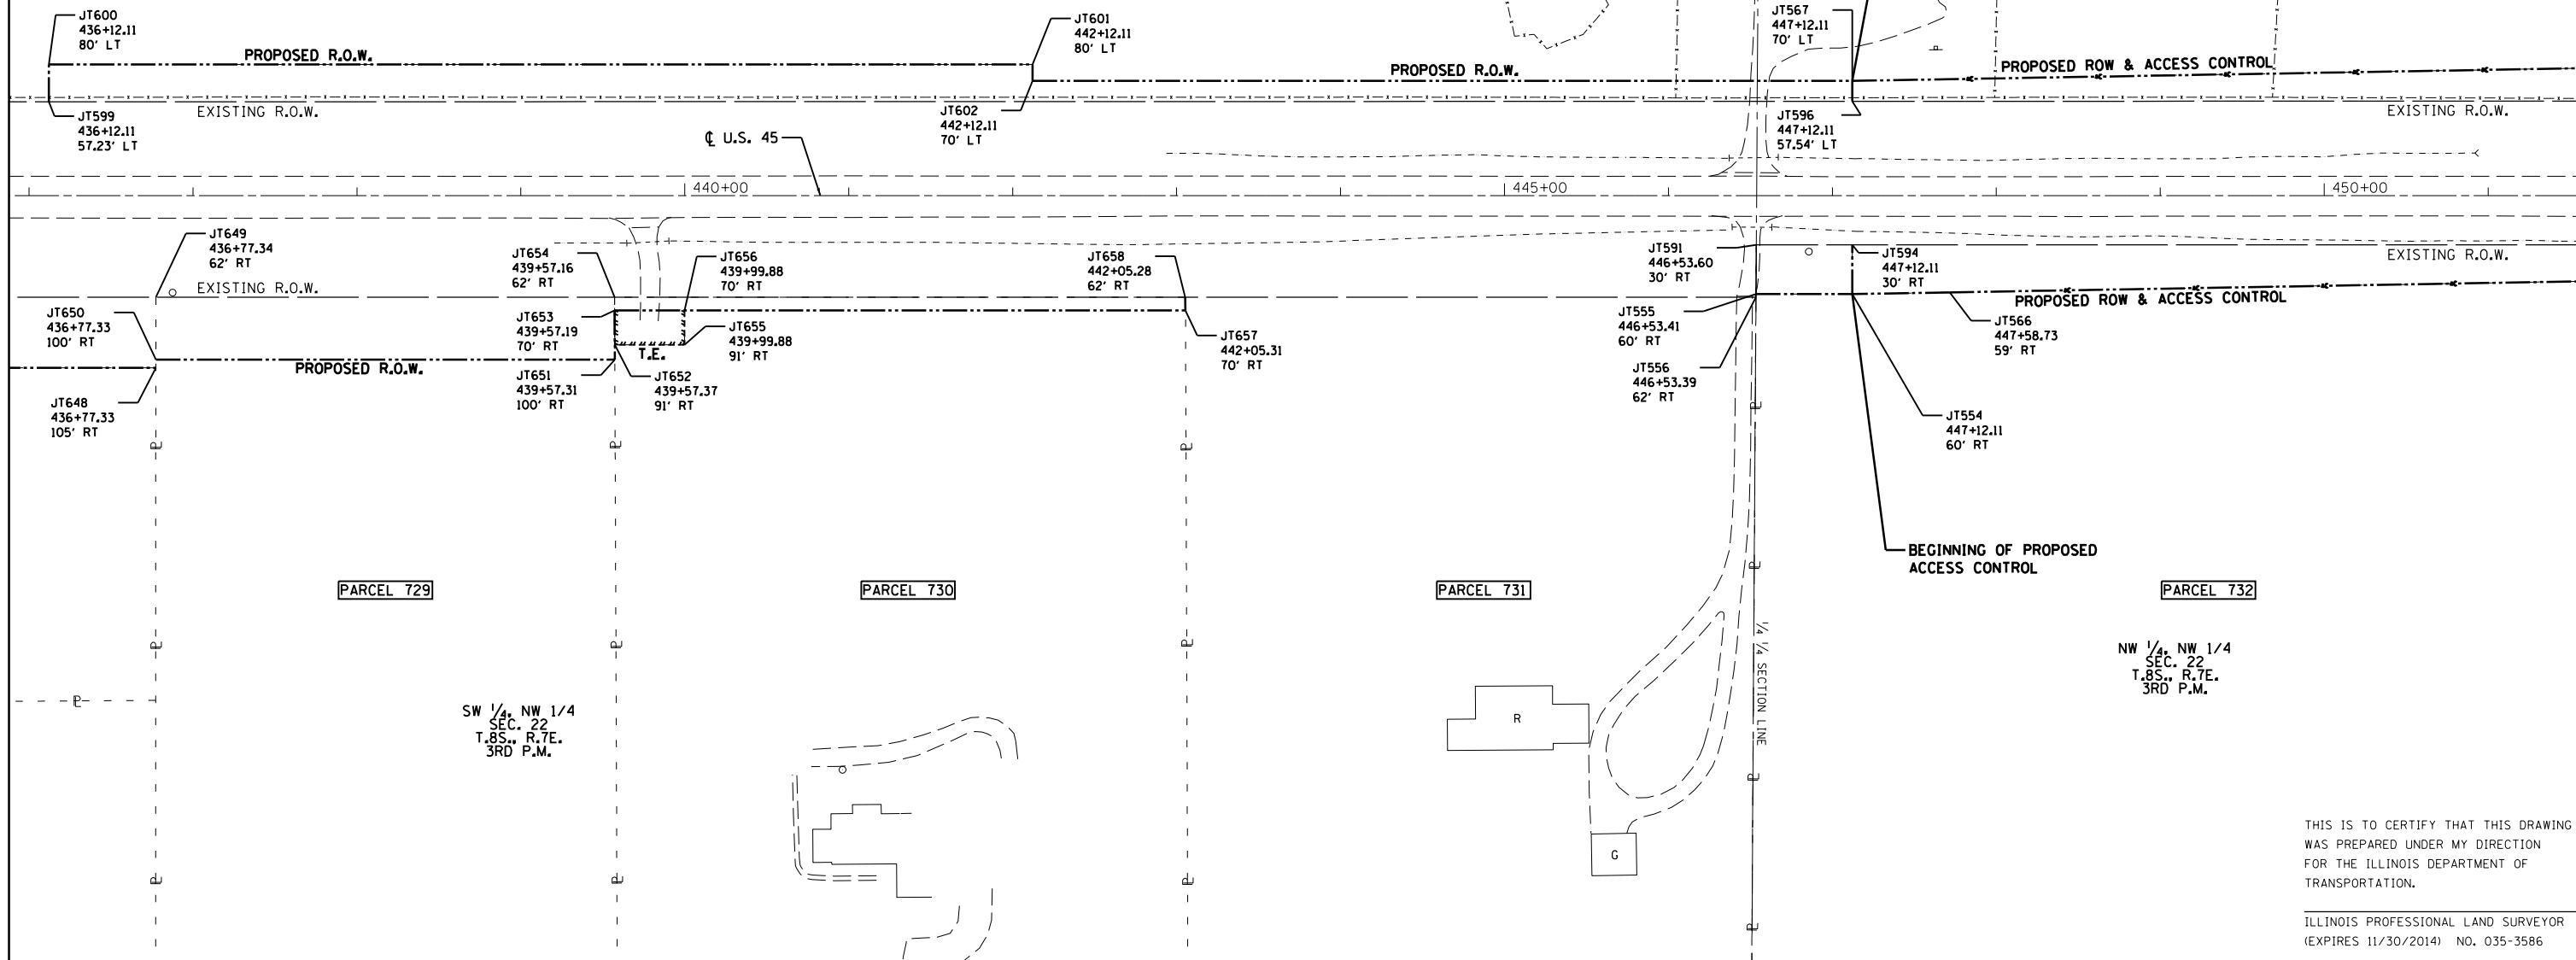 JT600
436+12.11
80' LT
PROPOSED R.O.W.
JT599
436+12.11
57.23' LT
EXISTING R.O.W.
JT601
442+12.11
80' LT
JT602
442+12.11
70' LT
PROPOSED R.O.W.
JT567
447+12.11
70' LT
JT596
447+12.11
57.54' LT
PROPOSED ROW & ACCESS CONTROL
EXISTING R.O.W.
℄ U.S. 45
440+00
445+00
450+00
JT649
436+77.34
62' RT
EXISTING R.O.W.
JT650
436+77.33
100' RT
JT648
436+77.33
105' RT
PROPOSED R.O.W.
JT654
439+57.16
62' RT
JT653
439+57.19
70' RT
JT651
439+57.31
100' RT
JT656
439+99.88
70' RT
JT655
439+99.88
91' RT
T.E.
JT652
439+57.37
91' RT
JT658
442+05.28
62' RT
JT657
442+05.31
70' RT
JT591
446+53.60
30' RT
JT555
446+53.41
60' RT
JT556
446+53.39
62' RT
JT594
447+12.11
30' RT
EXISTING R.O.W.
PROPOSED ROW & ACCESS CONTROL
JT566
447+58.73
59' RT
JT554
447+12.11
60' RT
BEGINNING OF PROPOSED
ACCESS CONTROL
PARCEL 729
PARCEL 730
PARCEL 731
PARCEL 732
1/4 1/4 SECTION LINE
SW 1/4, NW 1/4
SEC. 22
T.8S., R.7E.
3RD P.M.
NW 1/4, NW 1/4
SEC. 22
T.8S., R.7E.
3RD P.M.
R
G
THIS IS TO CERTIFY THAT THIS DRAWING
WAS PREPARED UNDER MY DIRECTION
FOR THE ILLINOIS DEPARTMENT OF
TRANSPORTATION.
ILLINOIS PROFESSIONAL LAND SURVEYOR
(EXPIRES 11/30/2014) NO. 035-3586